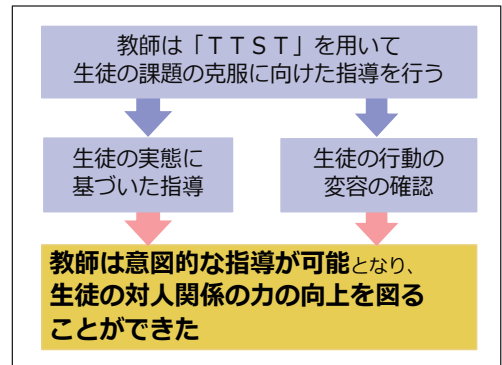 教師は「ＴＴＳＴ」を用いて
生徒の課題の克服に向けた指導を行う
生徒の実態に
基づいた指導
生徒の行動の
変容の確認
教師は意図的な指導が可能となり、
生徒の対人関係の力の向上を図る
ことができた